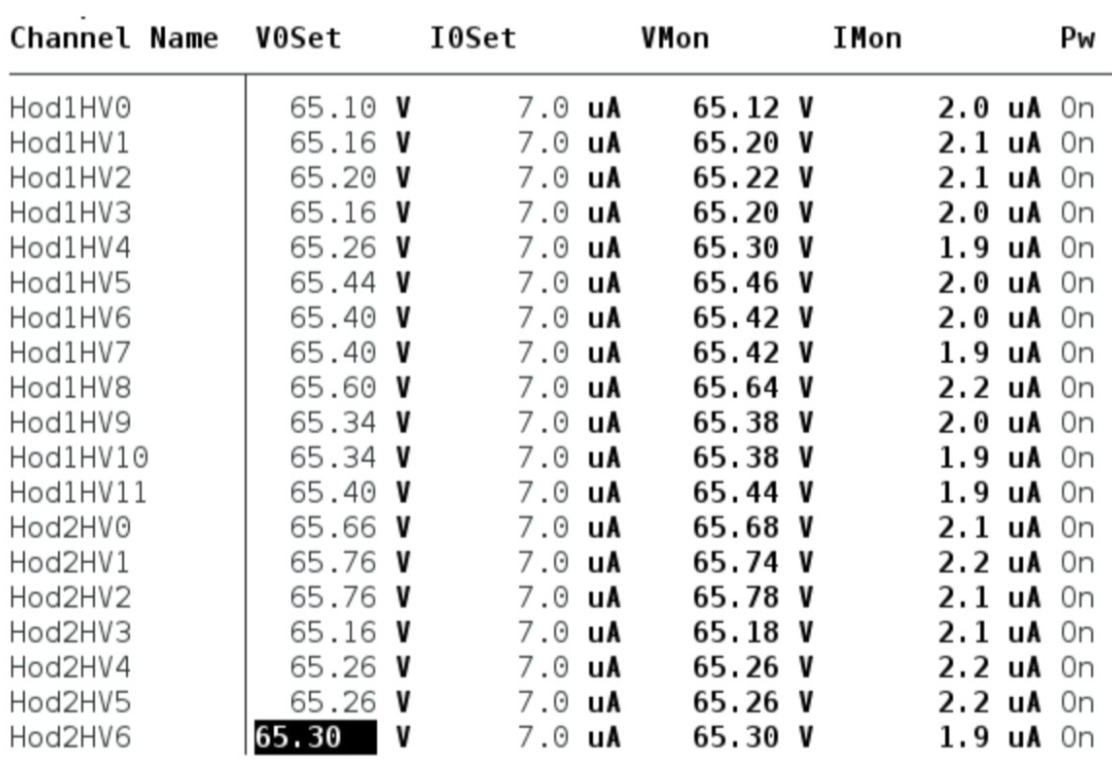 Channel Name V0Set I0Set VMon IMon Pw
Hod1HV0 65.10 V 7.0 uA 65.12 V 2.0 uA On
Hod1HV1 65.16 V 7.0 uA 65.20 V 2.1 uA On
Hod1HV2 65.20 V 7.0 uA 65.22 V 2.1 uA On
Hod1HV3 65.16 V 7.0 uA 65.20 V 2.0 uA On
Hod1HV4 65.26 V 7.0 uA 65.30 V 1.9 uA On
Hod1HV5 65.44 V 7.0 uA 65.46 V 2.0 uA On
Hod1HV6 65.40 V 7.0 uA 65.42 V 2.0 uA On
Hod1HV7 65.40 V 7.0 uA 65.42 V 1.9 uA On
Hod1HV8 65.60 V 7.0 uA 65.64 V 2.2 uA On
Hod1HV9 65.34 V 7.0 uA 65.38 V 2.0 uA On
Hod1HV10 65.34 V 7.0 uA 65.38 V 1.9 uA On
Hod1HV11 65.40 V 7.0 uA 65.44 V 1.9 uA On
Hod2HV0 65.66 V 7.0 uA 65.68 V 2.1 uA On
Hod2HV1 65.76 V 7.0 uA 65.74 V 2.2 uA On
Hod2HV2 65.76 V 7.0 uA 65.78 V 2.1 uA On
Hod2HV3 65.16 V 7.0 uA 65.18 V 2.1 uA On
Hod2HV4 65.26 V 7.0 uA 65.26 V 2.2 uA On
Hod2HV5 65.26 V 7.0 uA 65.26 V 2.2 uA On
Hod2HV6 65.30 V 7.0 uA 65.30 V 1.9 uA On